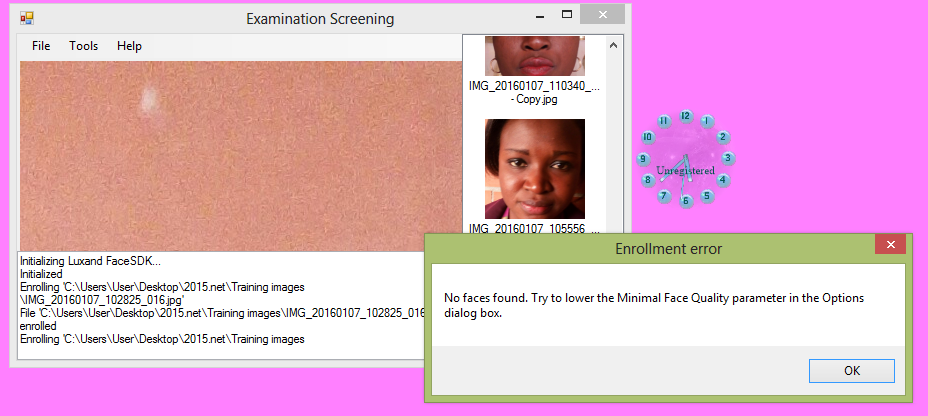 Examination Screening
File Tools Help
IMG_20160107_110340_...
- Copy.jpg
IMG_20160107_105556_...
Initializing Luxand FaceSDK...
Initialized
Enrolling 'C:\Users\User\Desktop\2015.net\Training images
\IMG_20160107_102825_016.jpg'
File 'C:\Users\User\Desktop\2015.net\Training images\IMG_20160107_102825_016
enrolled
Enrolling 'C:\Users\User\Desktop\2015.net\Training images
12
11 1
10 2
9 3
Unregistered
8 4
7 5
6
Enrollment error
No faces found. Try to lower the Minimal Face Quality parameter in the Options
dialog box.
OK